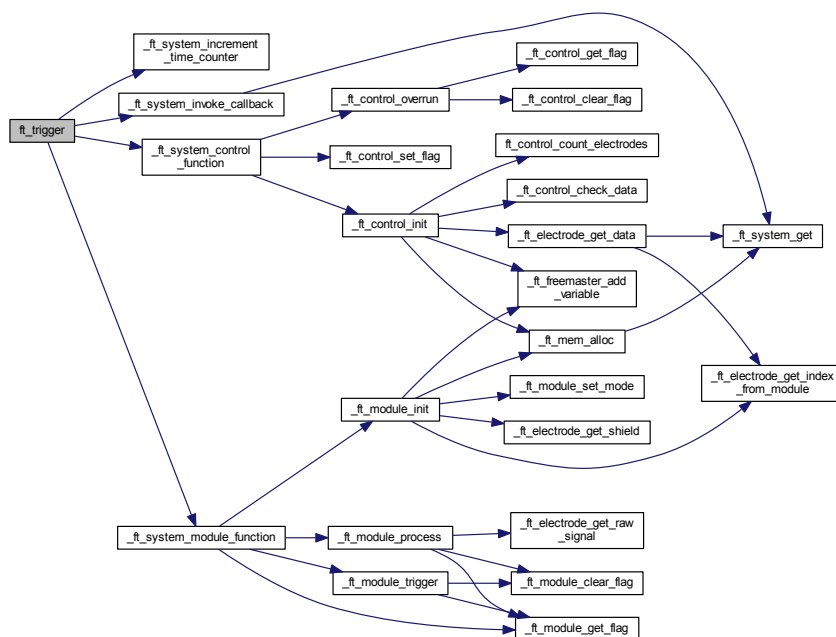 ft_trigger
_ft_system_increment
_time_counter
_ft_system_invoke_callback
_ft_system_control
_function
_ft_system_module_function
_ft_control_overrun
_ft_control_set_flag
_ft_control_init
_ft_module_init
_ft_module_process
_ft_module_trigger
_ft_control_get_flag
_ft_control_clear_flag
ft_control_count_electrodes
_ft_control_check_data
_ft_electrode_get_data
_ft_freemaster_add
_variable
_ft_mem_alloc
_ft_module_set_mode
_ft_electrode_get_shield
_ft_electrode_get_raw
_signal
_ft_module_clear_flag
_ft_module_get_flag
_ft_system_get
_ft_electrode_get_index
_from_module